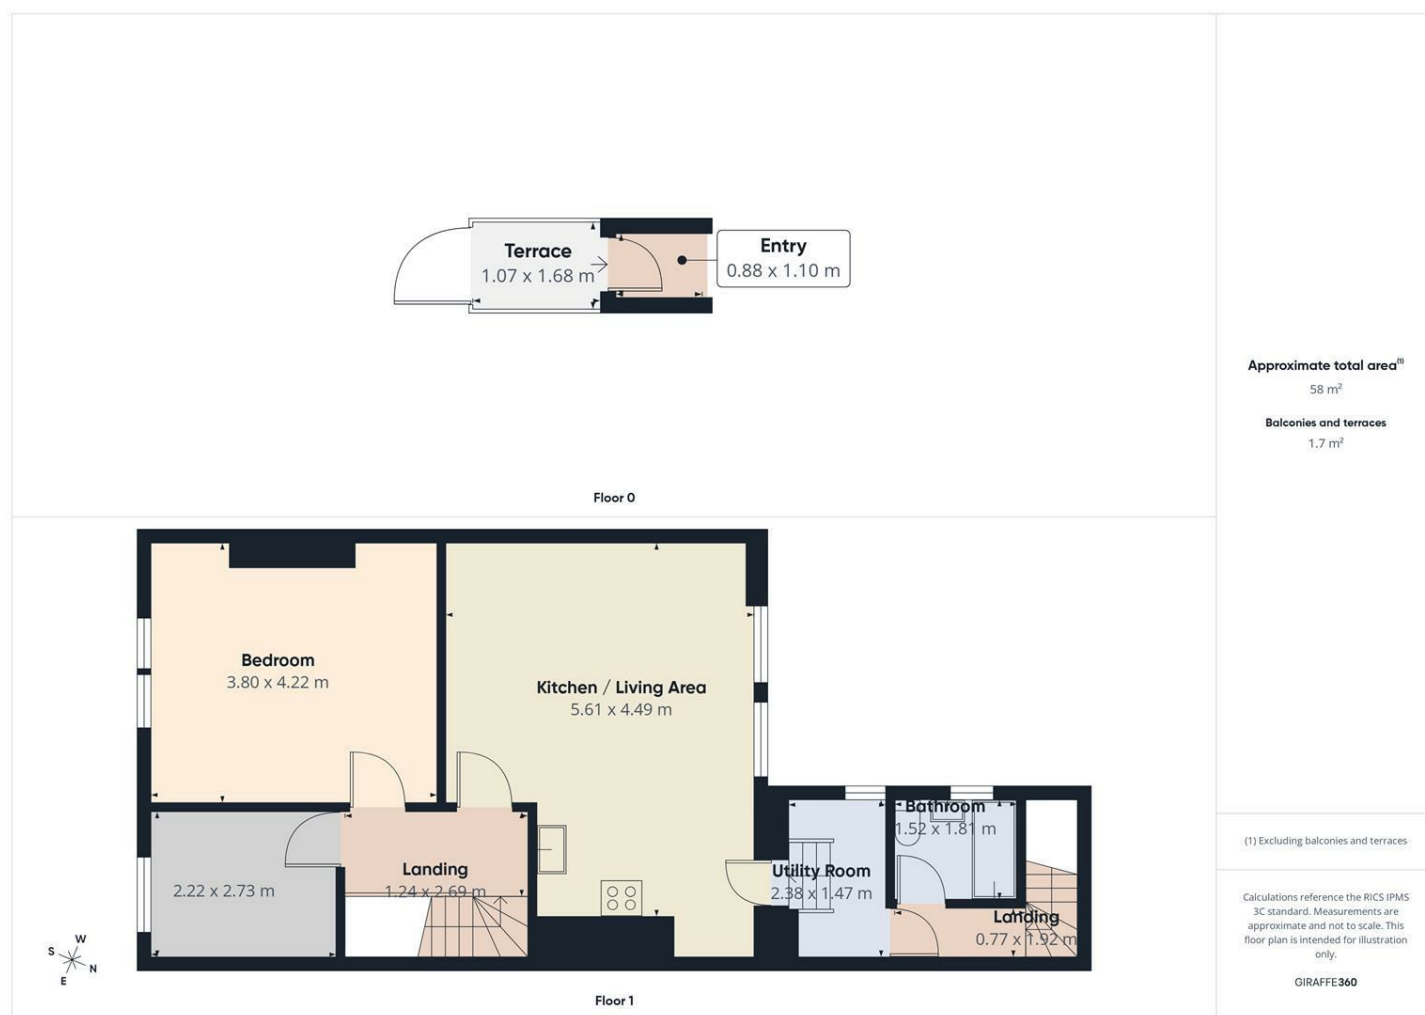 Terrace
1.07 x 1.68 m
Entry
0.88 x 1.10 m
Floor 0
Approximate total area(1)
58 m²
Balconies and terraces
1.7 m²
Bedroom
3.80 x 4.22 m
Kitchen / Living Area
5.61 x 4.49 m
Bathroom
1.52 x 1.81 m
Landing
1.24 x 2.69 m
Utility Room
2.38 x 1.47 m
2.22 x 2.73 m
Landing
0.77 x 1.92 m
W
S
N
E
Floor 1
(1) Excluding balconies and terraces
Calculations reference the RICS IPMS
3C standard. Measurements are
approximate and not to scale. This
floor plan is intended for illustration
only.
GIRAFFE360